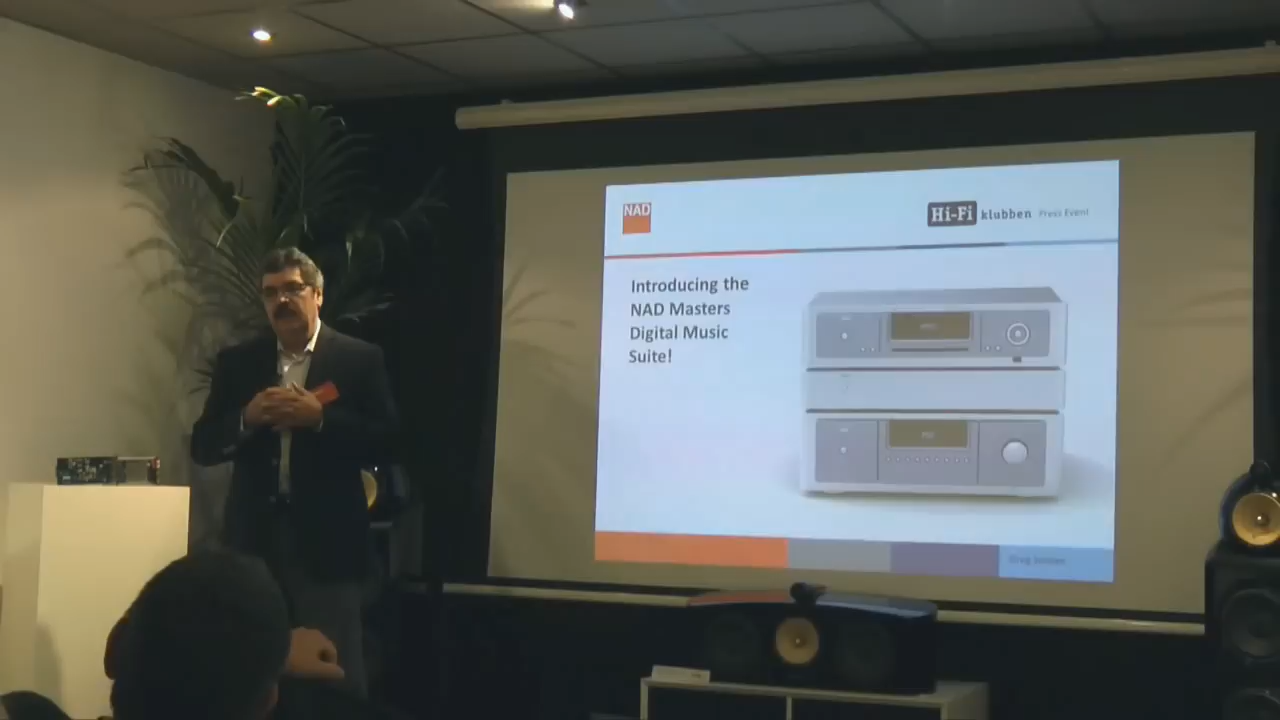 NAD
Hi-Fi klubben Press Event
Introducing the
NAD Masters
Digital Music
Suite!